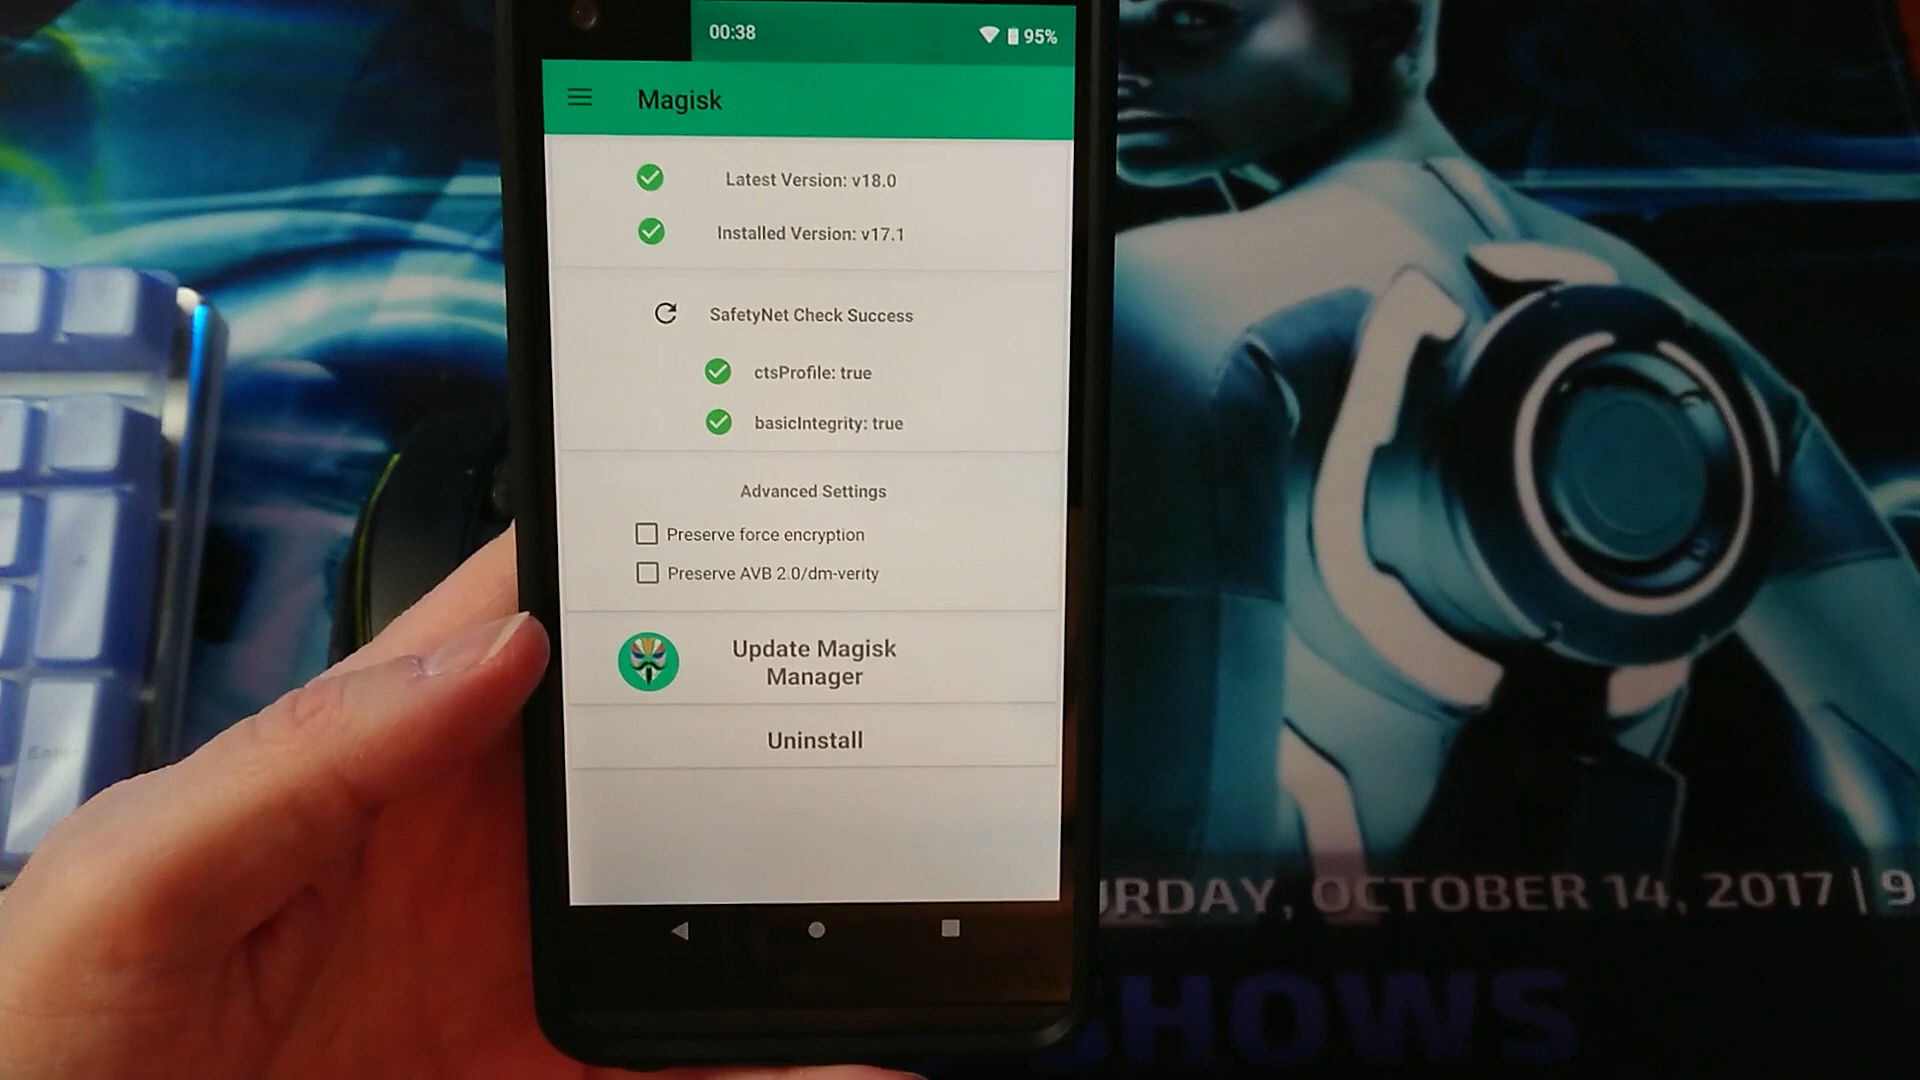 00:38
95%
Magisk
Latest Version: v18.0
Installed Version: v17.1
SafetyNet Check Success
ctsProfile: true
basicIntegrity: true
Advanced Settings
Preserve force encryption
Preserve AVB 2.0/dm-verity
Update Magisk
Manager
Uninstall
URDAY, OCTOBER 14, 2017 | 9
SHOWS